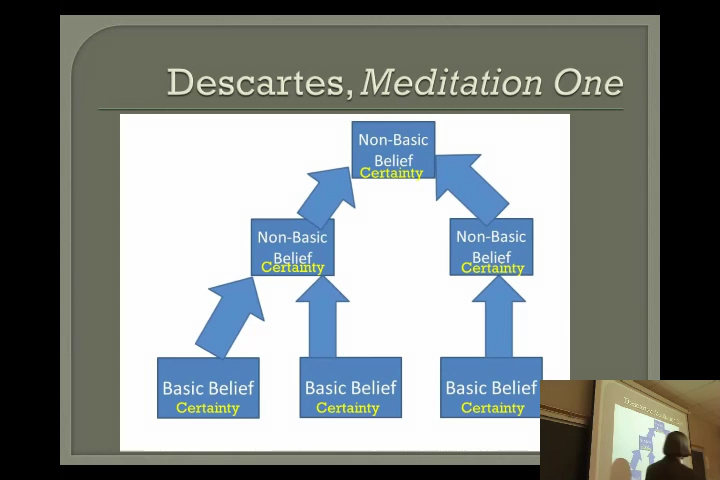 Descartes, Meditation One
Non-Basic
Belief
Certainty
Non-Basic
Belief
Certainty
Non-Basic
Belief
Certainty
Basic Belief
Certainty
Basic Belief
Certainty
Basic Belief
Certainty